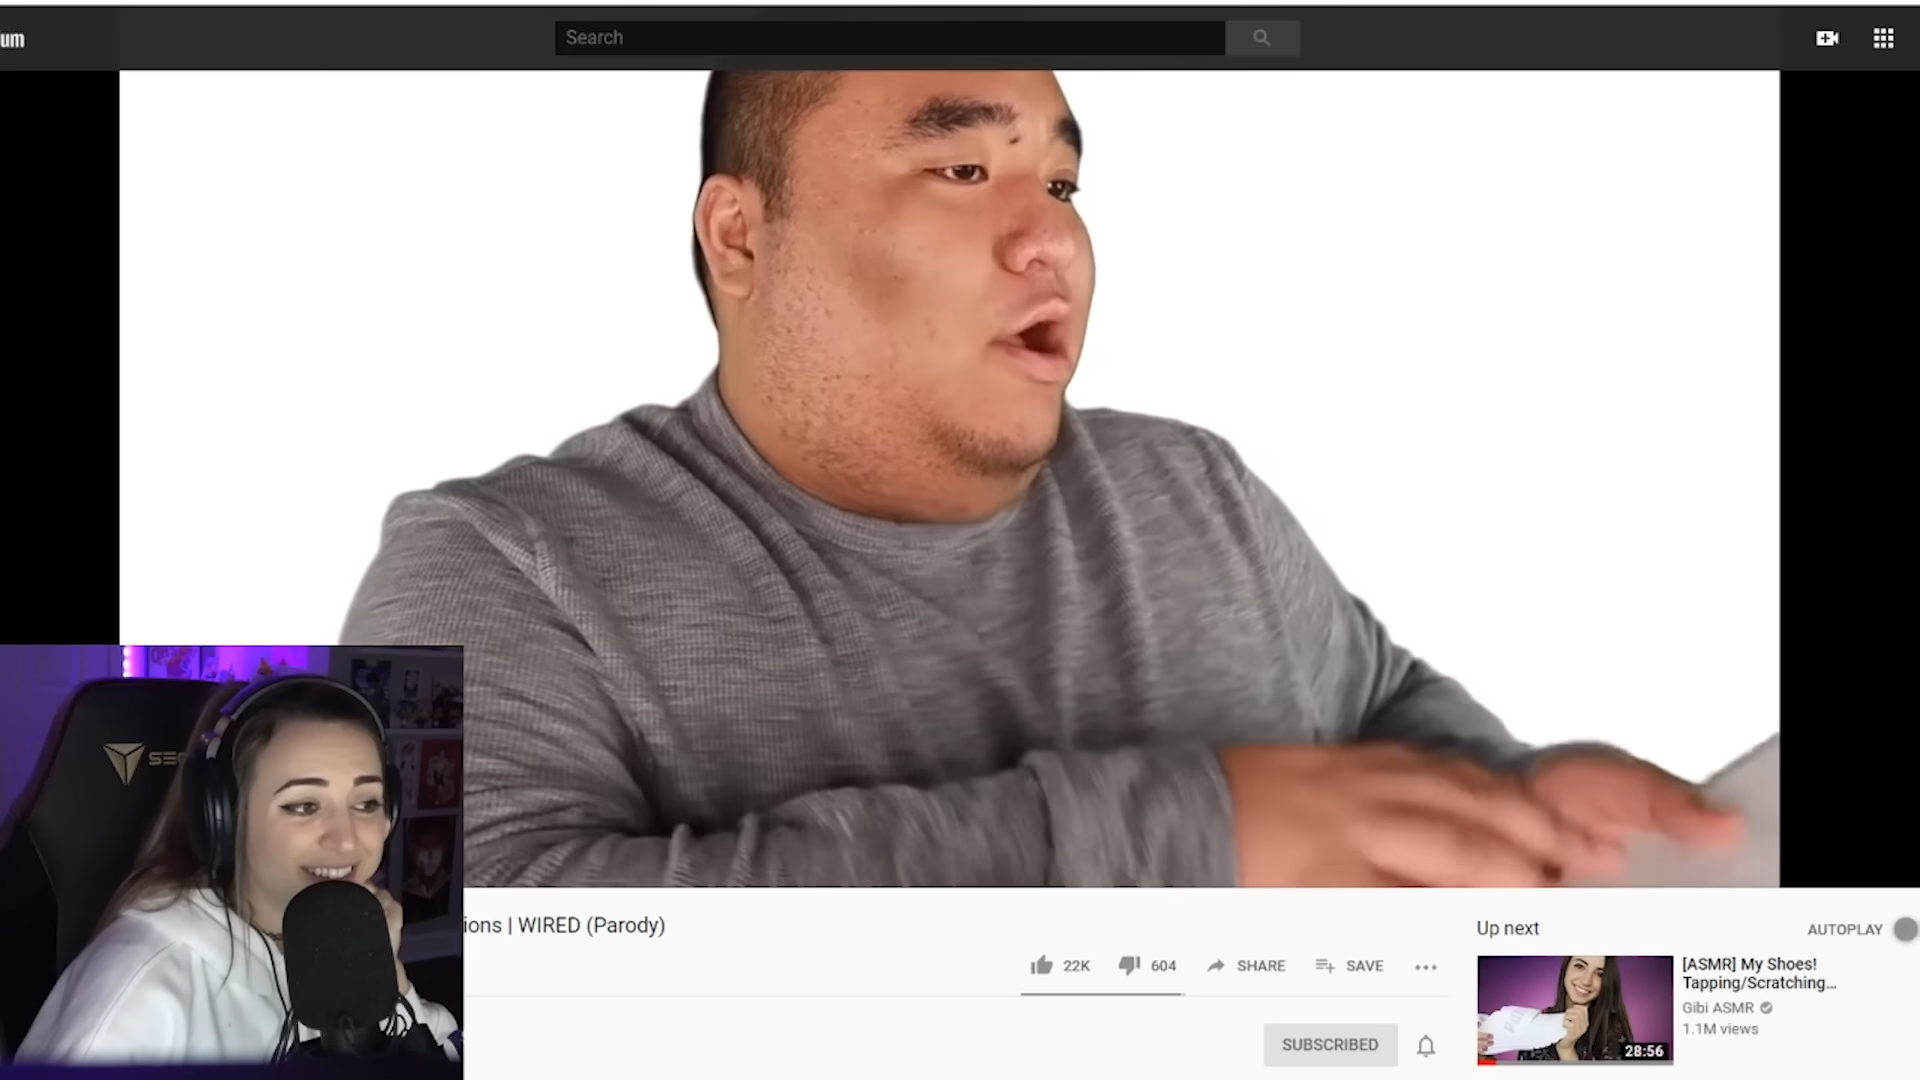 um
Search
SEC
ions | WIRED (Parody)
22K
604
SHARE
SAVE
SUBSCRIBED
Up next
AUTOPLAY
28:56
[ASMR] My Shoes!
Tapping/Scratching...
Gibi ASMR
1.1M views